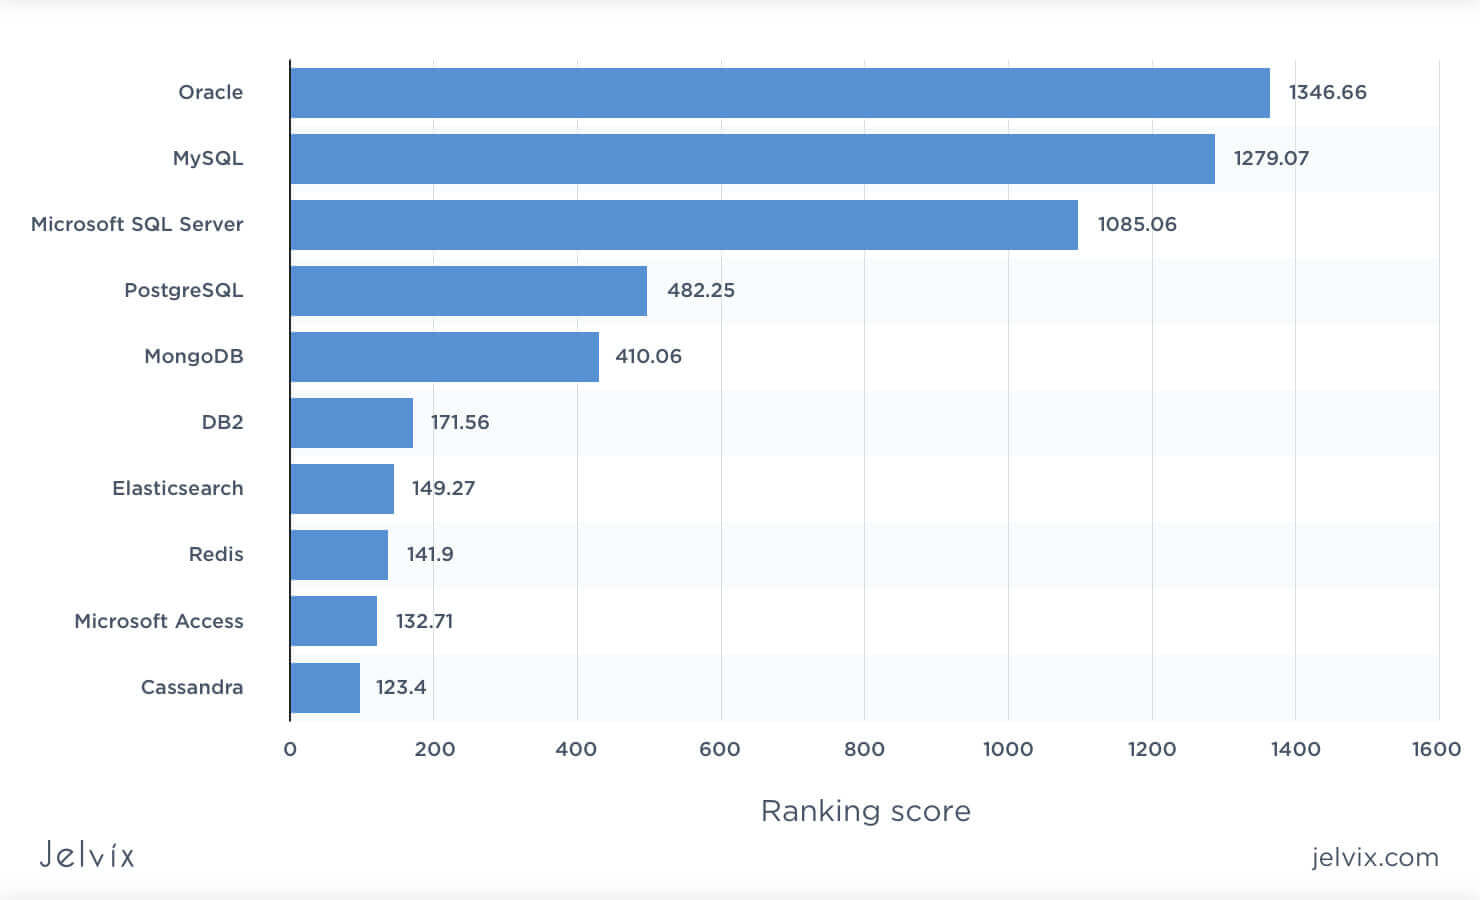 Oracle 1346.66
MySQL 1279.07
Microsoft SQL Server 1085.06
PostgreSQL 482.25
MongoDB 410.06
DB2 171.56
Elasticsearch 149.27
Redis 141.9
Microsoft Access 132.71
Cassandra 123.4
0 200 400 600 800 1000 1200 1400 1600
Ranking score
Jelvix jelvix.com